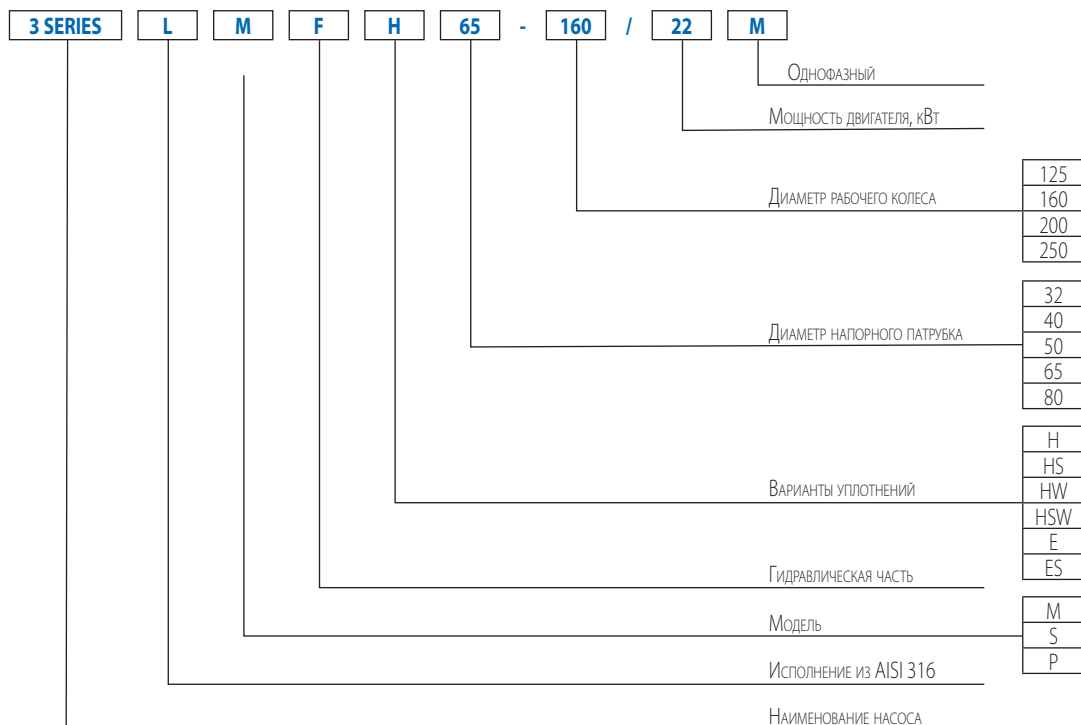 3 SERIES L M F H 65 - 160 / 22 M
Однофазный
Мощность двигателя, кВт
125
Диаметр рабочего колеса 160
200
250
32
40
Диаметр напорного патрубка 50
65
80
H
HS
Варианты уплотнений HW
HSW
E
ES
Гидравлическая часть
M
Модель S
P
Исполнение из AISI 316
Наименование насоса